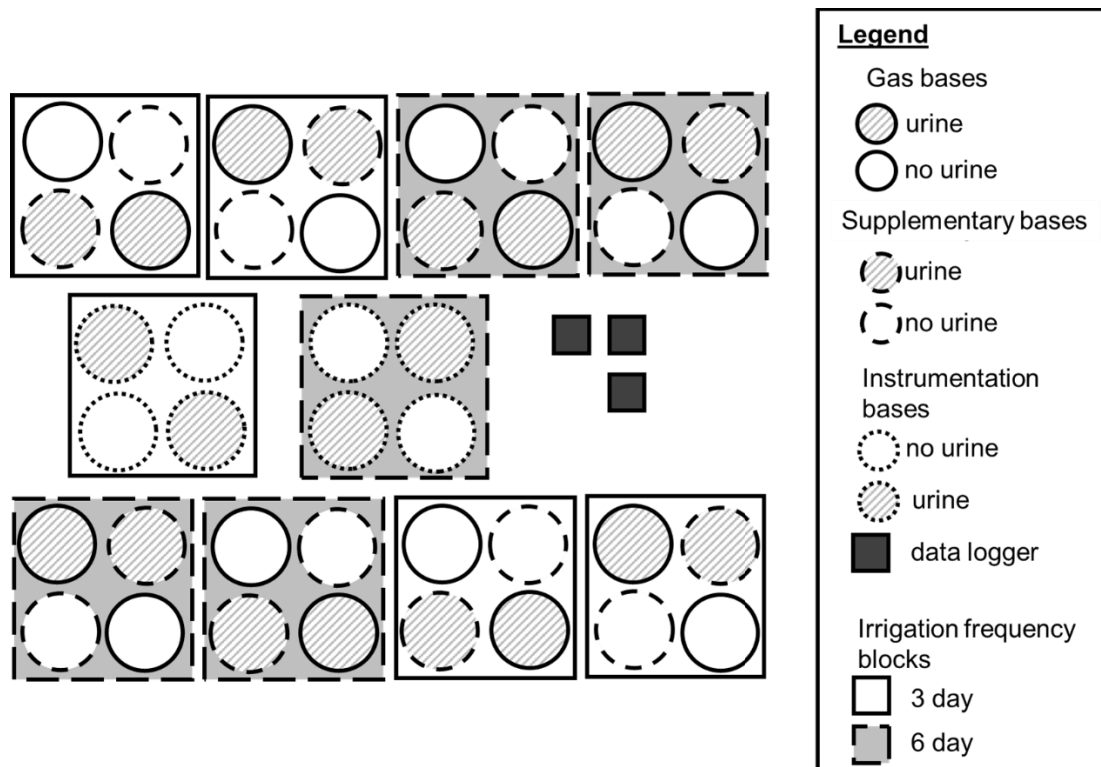 Legend
Gas bases
urine
no urine
Supplementary bases
urine
no urine
Instrumentation
bases
no urine
urine
data logger
Irrigation frequency
blocks
3 day
6 day